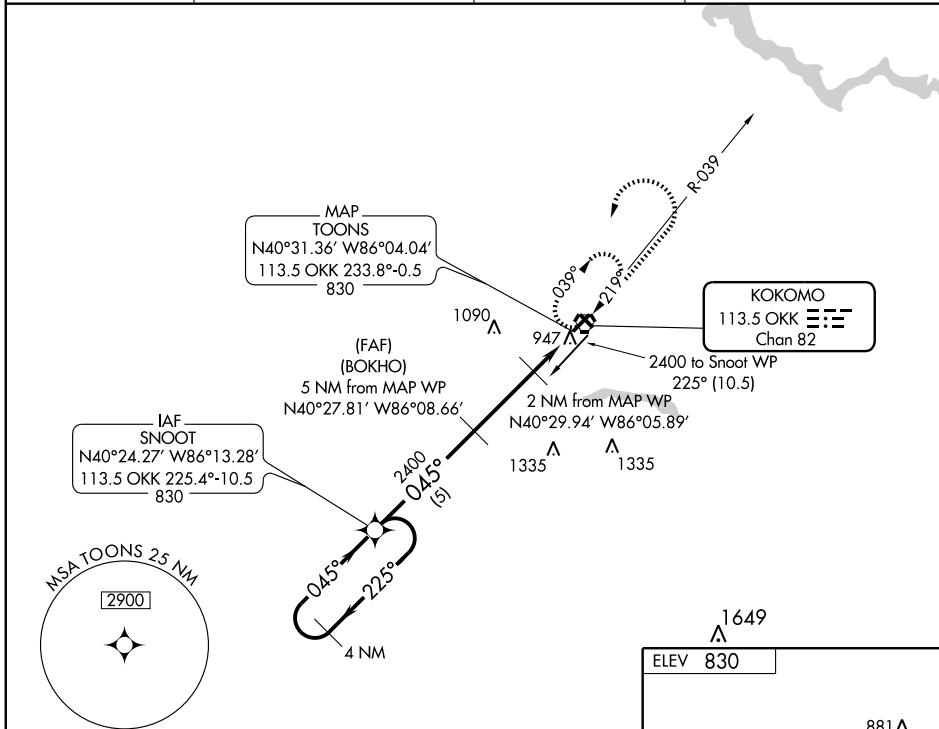 R-039
MAP
TOONS
N40°31.36' W86°04.04'
113.5 OKK 233.8°-0.5
830
039°
219°
KOKOMO
113.5 OKK
Chan 82
1090
947
2400 to Snoot WP
225° (10.5)
(FAF)
(BOKHO)
5 NM from MAP WP
N40°27.81' W86°08.66'
2 NM from MAP WP
N40°29.94' W86°05.89'
1335
1335
IAF
SNOOT
N40°24.27' W86°13.28'
113.5 OKK 225.4°-10.5
830
2400
045°
(5)
045°
225°
4 NM
MSA TOONS 25 NM
2900
1649
ELEV 830
881